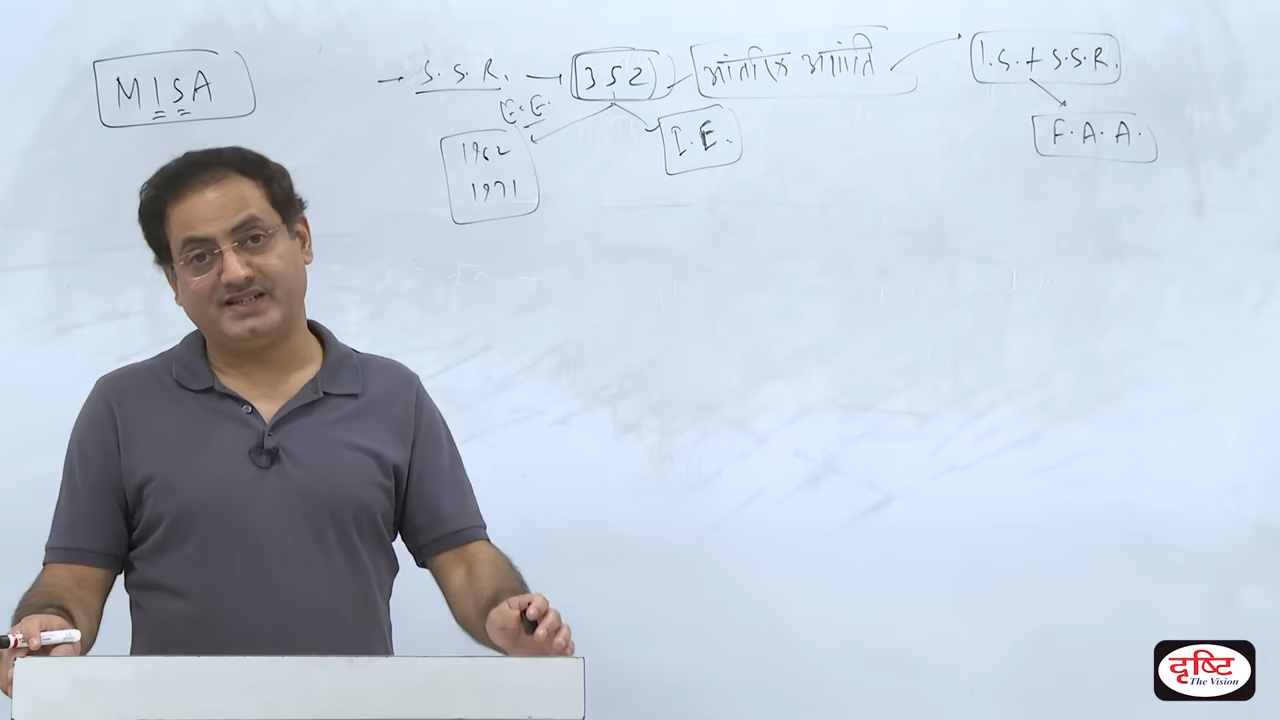 MISA
S.S.R.
352
आंतरिक अशांति
I.S. + S.S.R.
E.E.
1962
1971
I.E.
F.A.A.
दृष्टि
The Vision